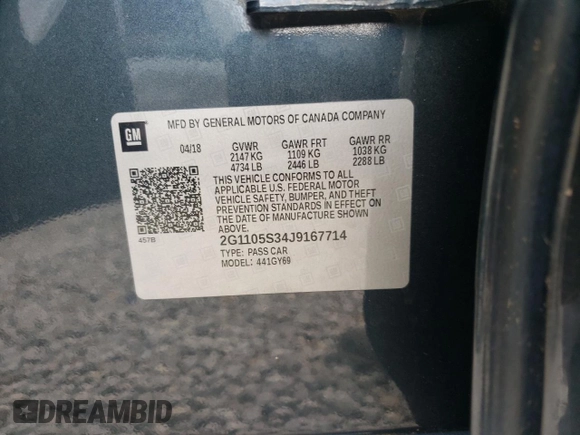 GM
MFD BY GENERAL MOTORS OF CANADA COMPANY
04/18 GVWR GAWR FRT GAWR RR
2147 KG 1109 KG 1038 KG
4734 LB 2446 LB 2288 LB
THIS VEHICLE CONFORMS TO ALL
APPLICABLE U.S. FEDERAL MOTOR
VEHICLE SAFETY, BUMPER, AND THEFT
PREVENTION STANDARDS IN EFFECT ON
THE DATE OF MANUFACTURE SHOWN
ABOVE.
457B
2G1105S34J9167714
TYPE: PASS CAR
MODEL: 441GY69
DREAMBID